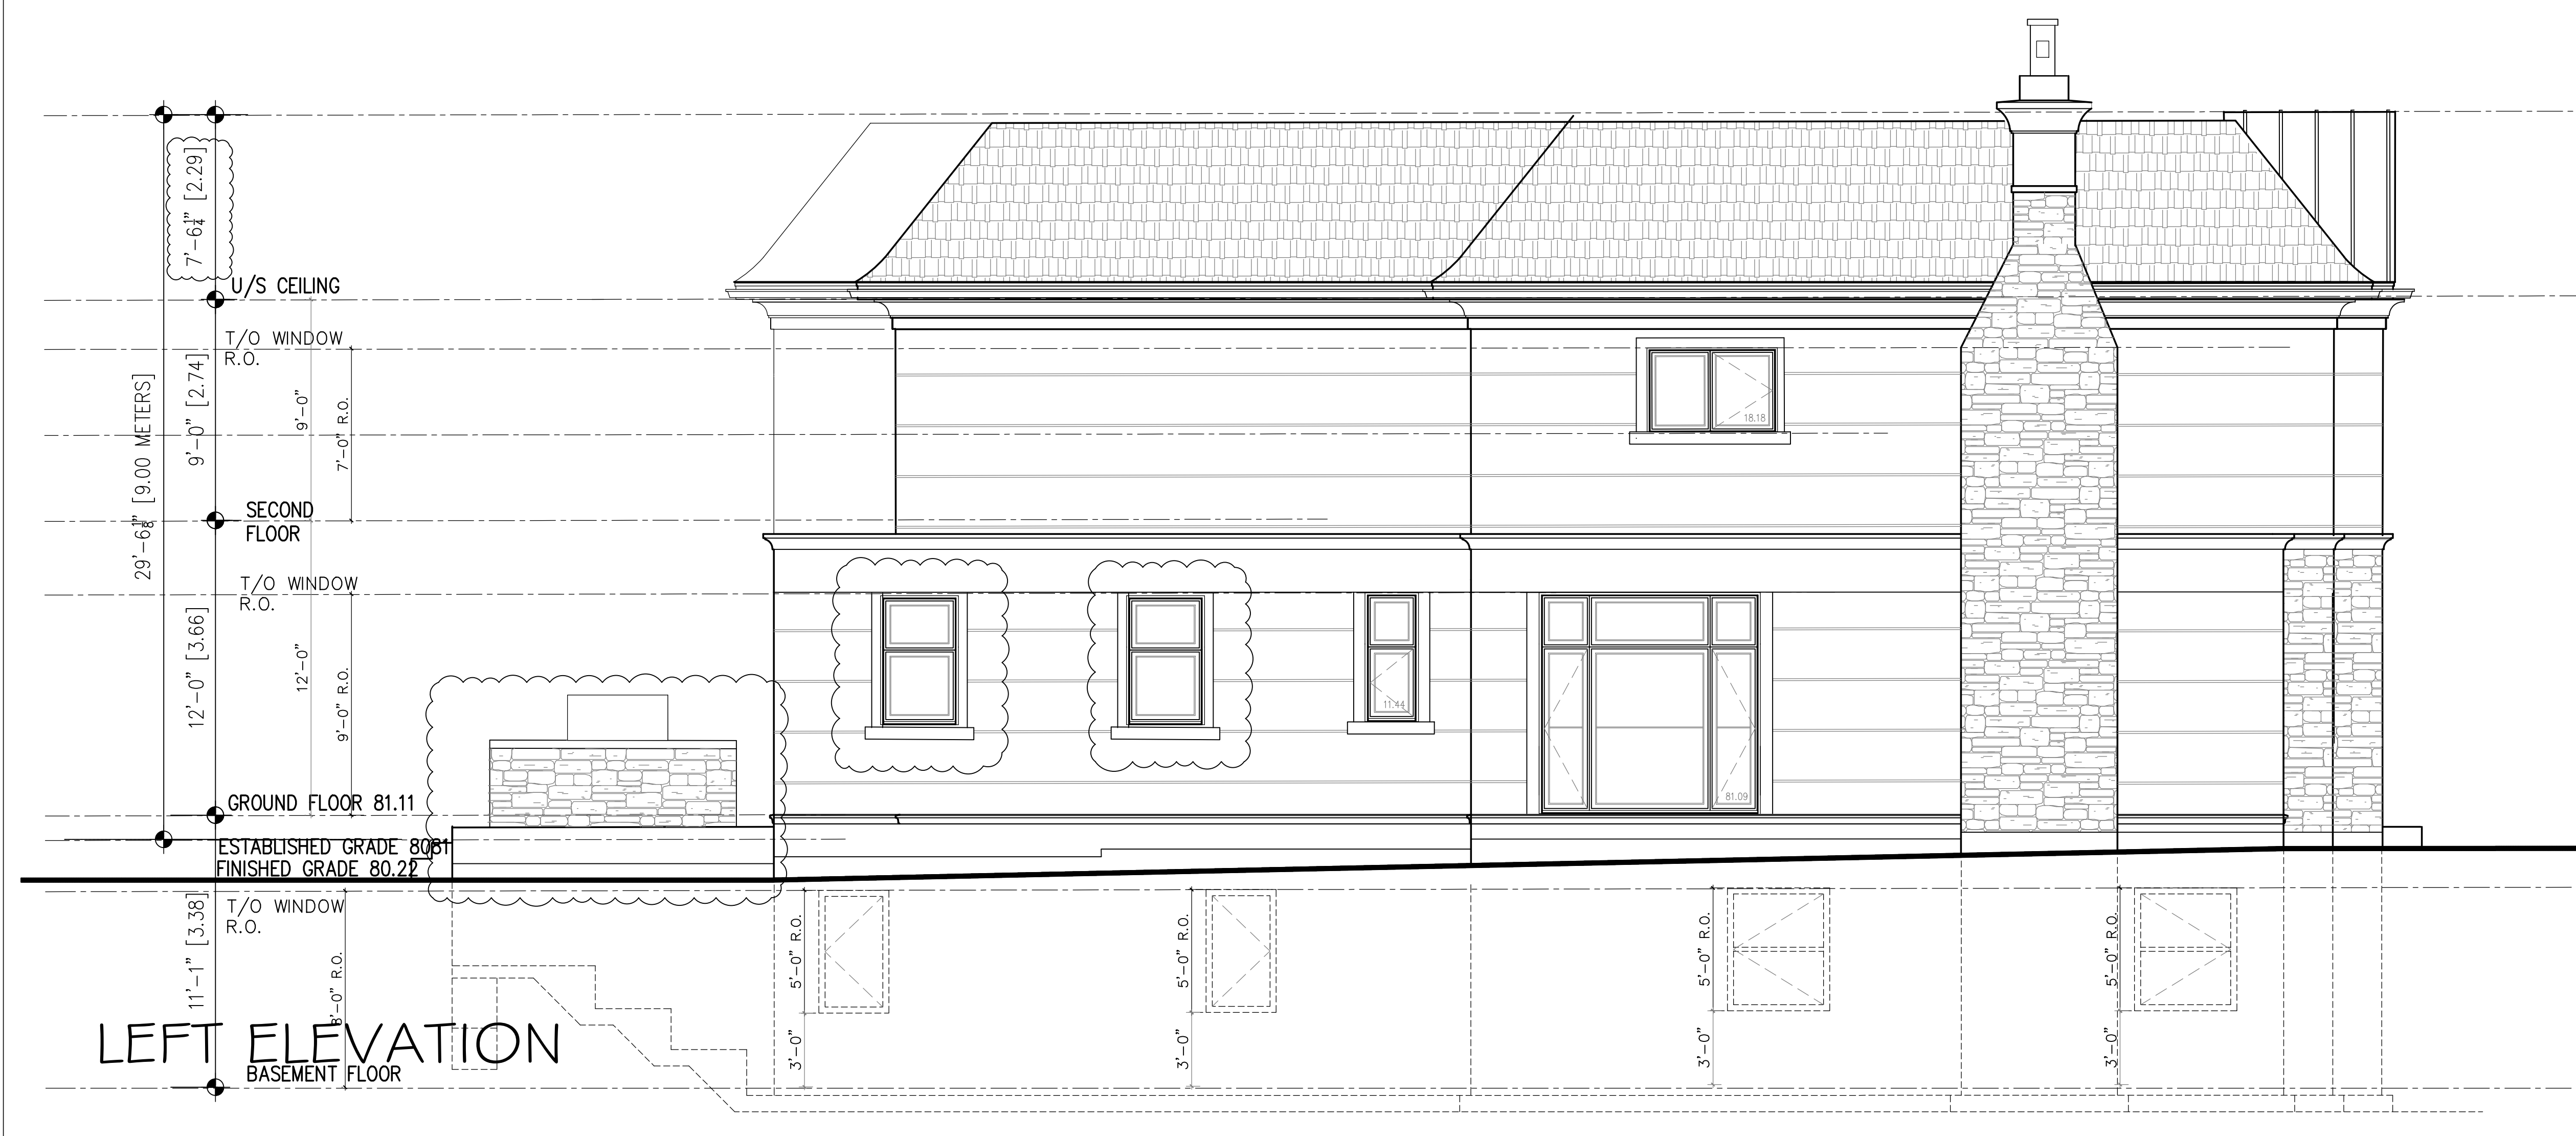 7'-6¼" [2.29]
U/S CEILING
T/O WINDOW
R.O.
29'-6⅛" [9.00 METERS]
9'-0" [2.74]
9'-0"
7'-0" R.O.
18.18
SECOND
FLOOR
T/O WINDOW
R.O.
12'-0" [3.66]
12'-0"
9'-0" R.O.
11.44
81.09
GROUND FLOOR 81.11
ESTABLISHED GRADE 8081
FINISHED GRADE 80.22
T/O WINDOW
R.O.
11'-1" [3.38]
8'-0" R.O.
5'-0" R.O.
5'-0" R.O.
5'-0" R.O.
5'-0" R.O.
3'-0"
3'-0"
3'-0"
3'-0"
LEFT ELEVATION
BASEMENT FLOOR